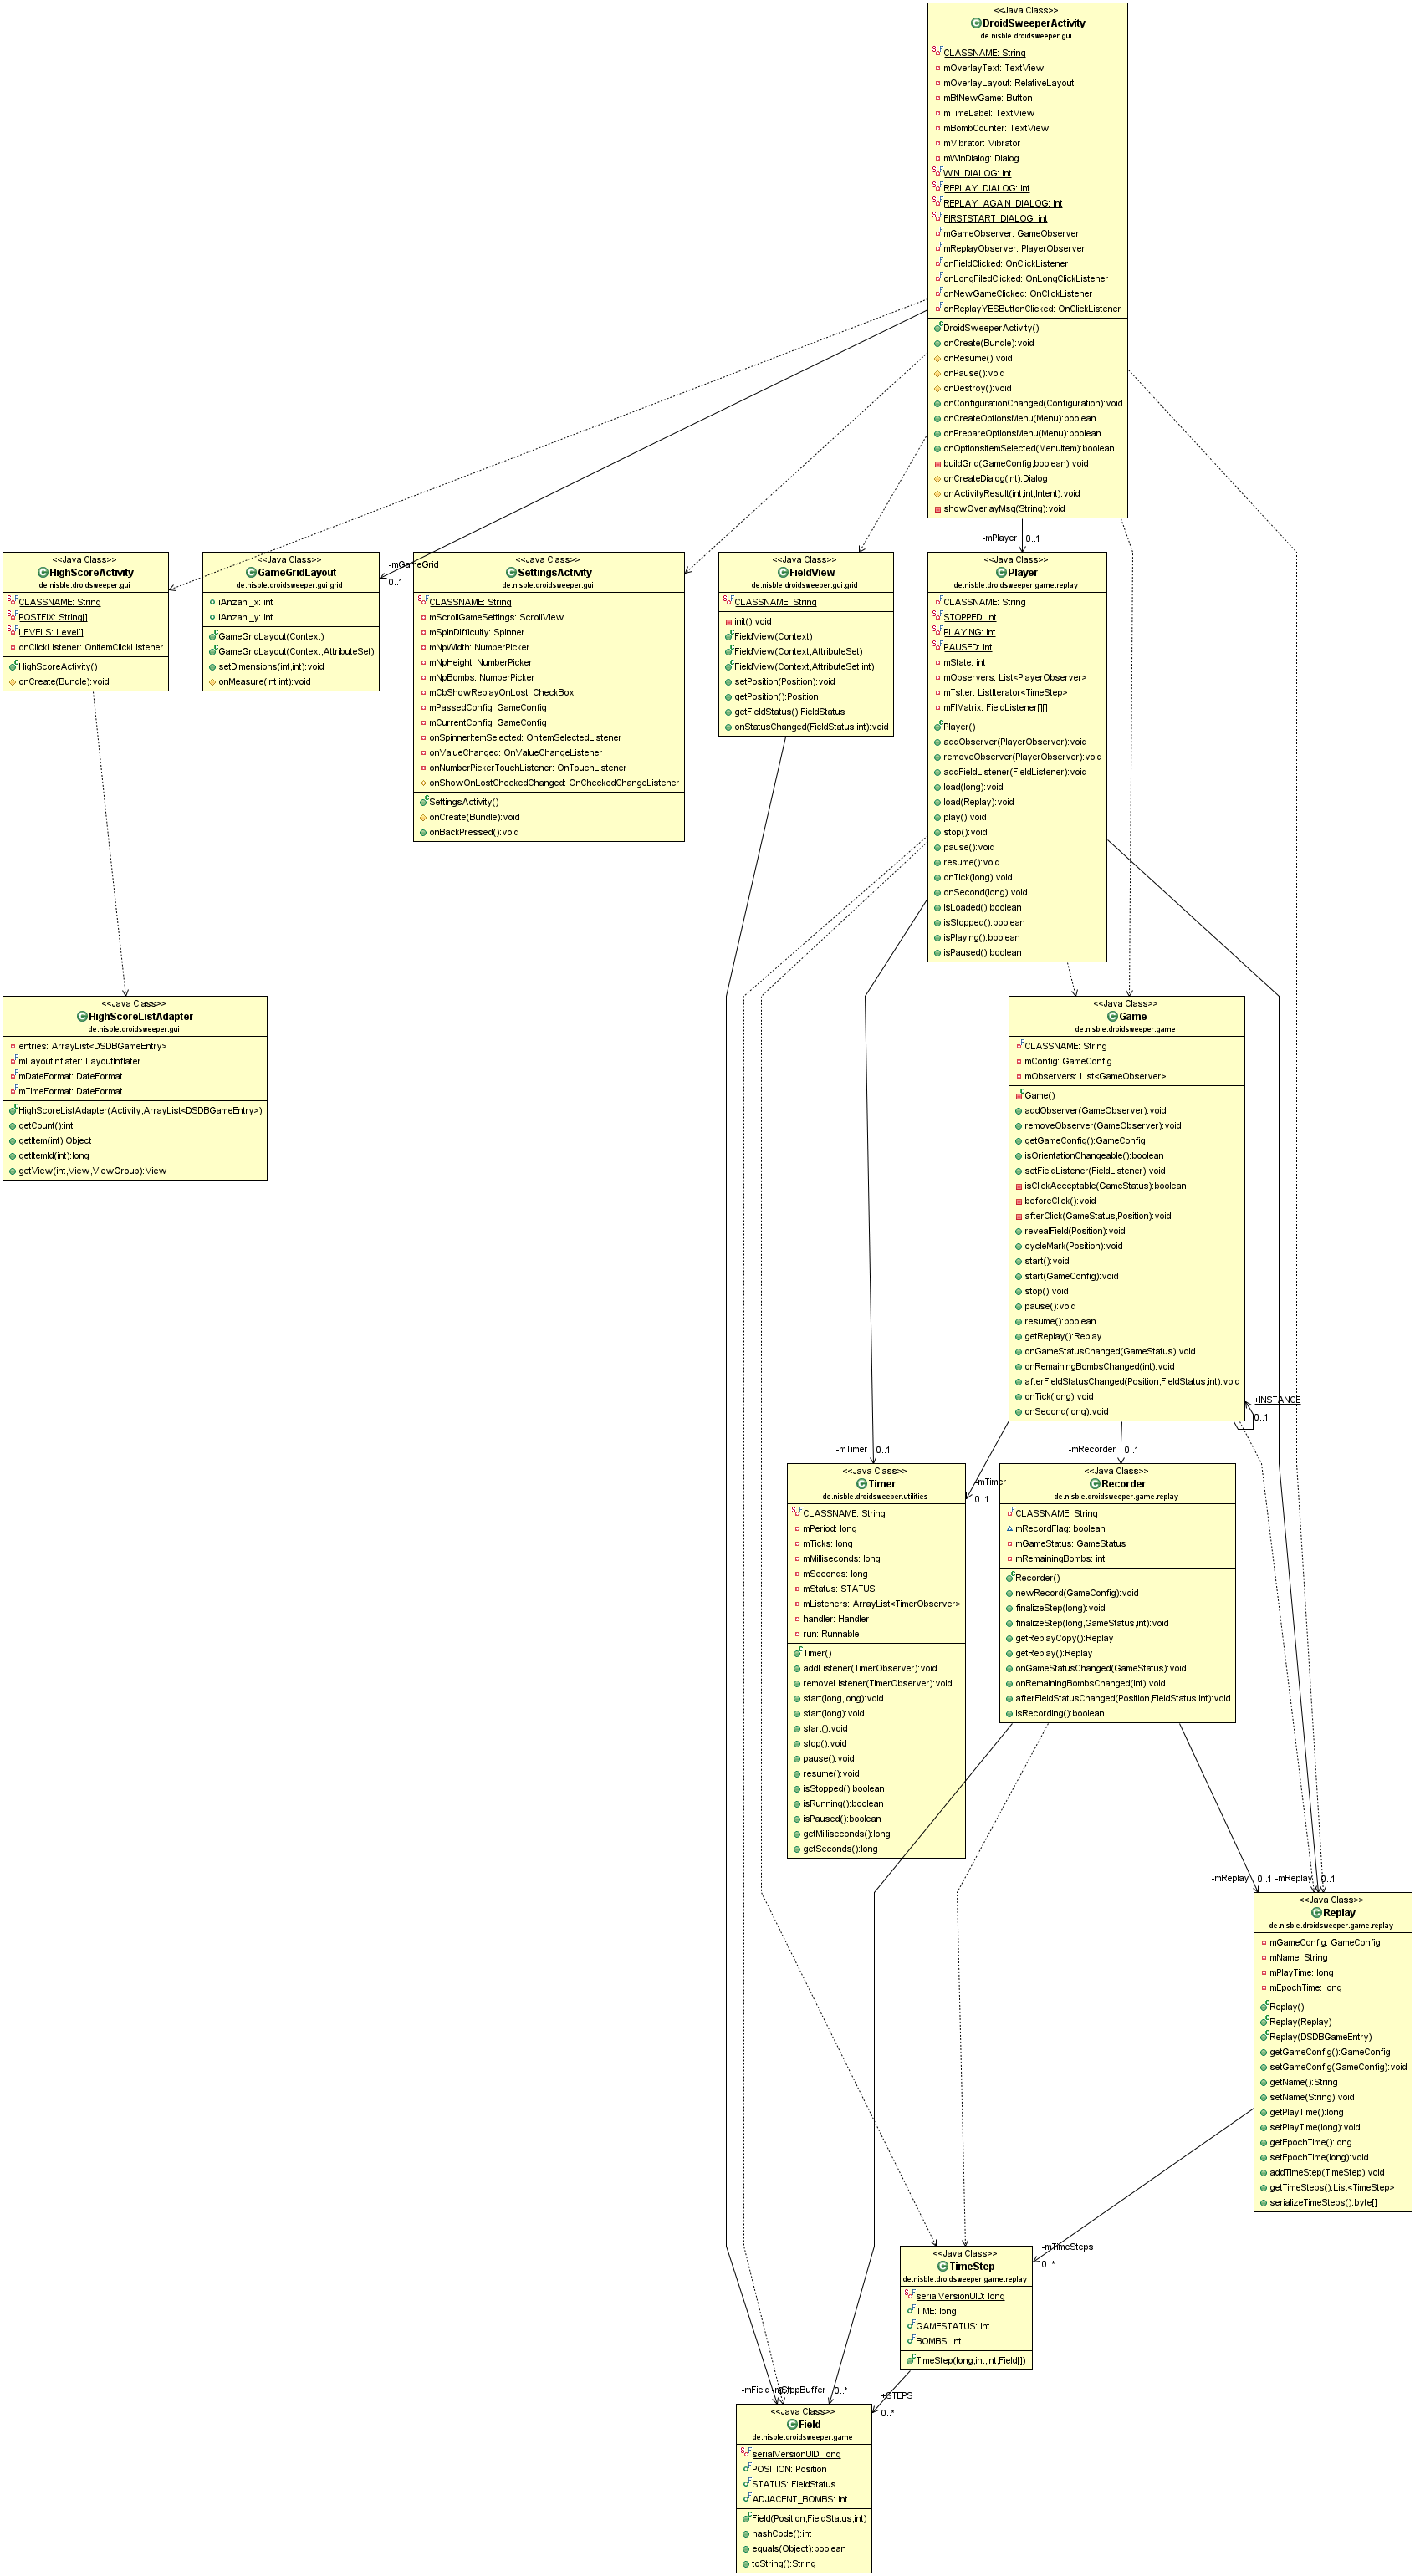 <<Java Class>>
DroidSweeperActivity
de.nisble.droidsweeper.gui
CLASSNAME: String
mOverlayText: TextView
mOverlayLayout: RelativeLayout
mBtNewGame: Button
mTimeLabel: TextView
mBombCounter: TextView
mVibrator: Vibrator
mWinDialog: Dialog
WIN_DIALOG: int
REPLAY_DIALOG: int
REPLAY_AGAIN_DIALOG: int
FIRSTSTART_DIALOG: int
mGameObserver: GameObserver
mReplayObserver: PlayerObserver
onFieldClicked: OnClickListener
onLongFiledClicked: OnLongClickListener
onNewGameClicked: OnClickListener
onReplayYESButtonClicked: OnClickListener
DroidSweeperActivity()
onCreate(Bundle):void
onResume():void
onPause():void
onDestroy():void
onConfigurationChanged(Configuration):void
onCreateOptionsMenu(Menu):boolean
onPrepareOptionsMenu(Menu):boolean
onOptionsItemSelected(MenuItem):boolean
buildGrid(GameConfig,boolean):void
onCreateDialog(int):Dialog
onActivityResult(int,int,Intent):void
showOverlayMsg(String):void
-mPlayer 0..1
-mGameGrid
0..1
<<Java Class>>
HighScoreActivity
de.nisble.droidsweeper.gui
CLASSNAME: String
POSTFIX: String[]
LEVELS: Level[]
onClickListener: OnItemClickListener
HighScoreActivity()
onCreate(Bundle):void
<<Java Class>>
GameGridLayout
de.nisble.droidsweeper.gui.grid
iAnzahl_x: int
iAnzahl_y: int
GameGridLayout(Context)
GameGridLayout(Context,AttributeSet)
setDimensions(int,int):void
onMeasure(int,int):void
<<Java Class>>
SettingsActivity
de.nisble.droidsweeper.gui
CLASSNAME: String
mScrollGameSettings: ScrollView
mSpinDifficulty: Spinner
mNpWidth: NumberPicker
mNpHeight: NumberPicker
mNpBombs: NumberPicker
mCbShowReplayOnLost: CheckBox
mPassedConfig: GameConfig
mCurrentConfig: GameConfig
onSpinnerItemSelected: OnItemSelectedListener
onValueChanged: OnValueChangeListener
onNumberPickerTouchListener: OnTouchListener
onShowOnLostCheckedChanged: OnCheckedChangeListener
SettingsActivity()
onCreate(Bundle):void
onBackPressed():void
<<Java Class>>
FieldView
de.nisble.droidsweeper.gui.grid
CLASSNAME: String
init():void
FieldView(Context)
FieldView(Context,AttributeSet)
FieldView(Context,AttributeSet,int)
setPosition(Position):void
getPosition():Position
getFieldStatus():FieldStatus
onStatusChanged(FieldStatus,int):void
<<Java Class>>
Player
de.nisble.droidsweeper.game.replay
CLASSNAME: String
STOPPED: int
PLAYING: int
PAUSED: int
mState: int
mObservers: List<PlayerObserver>
mTsIter: ListIterator<TimeStep>
mFlMatrix: FieldListener[][]
Player()
addObserver(PlayerObserver):void
removeObserver(PlayerObserver):void
addFieldListener(FieldListener):void
load(long):void
load(Replay):void
play():void
stop():void
pause():void
resume():void
onTick(long):void
onSecond(long):void
isLoaded():boolean
isStopped():boolean
isPlaying():boolean
isPaused():boolean
<<Java Class>>
HighScoreListAdapter
de.nisble.droidsweeper.gui
entries: ArrayList<DSDBGameEntry>
mLayoutInflater: LayoutInflater
mDateFormat: DateFormat
mTimeFormat: DateFormat
HighScoreListAdapter(Activity,ArrayList<DSDBGameEntry>)
getCount():int
getItem(int):Object
getItemId(int):long
getView(int,View,ViewGroup):View
<<Java Class>>
Game
de.nisble.droidsweeper.game
CLASSNAME: String
mConfig: GameConfig
mObservers: List<GameObserver>
Game()
addObserver(GameObserver):void
removeObserver(GameObserver):void
getGameConfig():GameConfig
isOrientationChangeable():boolean
setFieldListener(FieldListener):void
isClickAcceptable(GameStatus):boolean
beforeClick():void
afterClick(GameStatus,Position):void
revealField(Position):void
cycleMark(Position):void
start():void
start(GameConfig):void
stop():void
pause():void
resume():boolean
getReplay():Replay
onGameStatusChanged(GameStatus):void
onRemainingBombsChanged(int):void
afterFieldStatusChanged(Position,FieldStatus,int):void
onTick(long):void
onSecond(long):void
+INSTANCE
0..1
-mTimer 0..1
-mTimer
0..1
-mRecorder 0..1
<<Java Class>>
Timer
de.nisble.droidsweeper.utilities
CLASSNAME: String
mPeriod: long
mTicks: long
mMilliseconds: long
mSeconds: long
mStatus: STATUS
mListeners: ArrayList<TimerObserver>
handler: Handler
run: Runnable
Timer()
addListener(TimerObserver):void
removeListener(TimerObserver):void
start(long,long):void
start(long):void
start():void
stop():void
pause():void
resume():void
isStopped():boolean
isRunning():boolean
isPaused():boolean
getMilliseconds():long
getSeconds():long
<<Java Class>>
Recorder
de.nisble.droidsweeper.game.replay
CLASSNAME: String
mRecordFlag: boolean
mGameStatus: GameStatus
mRemainingBombs: int
Recorder()
newRecord(GameConfig):void
finalizeStep(long):void
finalizeStep(long,GameStatus,int):void
getReplayCopy():Replay
getReplay():Replay
onGameStatusChanged(GameStatus):void
onRemainingBombsChanged(int):void
afterFieldStatusChanged(Position,FieldStatus,int):void
isRecording():boolean
-mReplay 0..1 -mReplay 0..1
<<Java Class>>
Replay
de.nisble.droidsweeper.game.replay
mGameConfig: GameConfig
mName: String
mPlayTime: long
mEpochTime: long
Replay()
Replay(Replay)
Replay(DSDBGameEntry)
getGameConfig():GameConfig
setGameConfig(GameConfig):void
getName():String
setName(String):void
getPlayTime():long
setPlayTime(long):void
getEpochTime():long
setEpochTime(long):void
addTimeStep(TimeStep):void
getTimeSteps():List<TimeStep>
serializeTimeSteps():byte[]
-mTimeSteps
0..*
<<Java Class>>
TimeStep
de.nisble.droidsweeper.game.replay
serialVersionUID: long
TIME: long
GAMESTATUS: int
BOMBS: int
TimeStep(long,int,int,Field[])
+STEPS
0..*
-mField 0..*
<<Java Class>>
Field
de.nisble.droidsweeper.game
serialVersionUID: long
POSITION: Position
STATUS: FieldStatus
ADJACENT_BOMBS: int
Field(Position,FieldStatus,int)
hashCode():int
equals(Object):boolean
toString():String